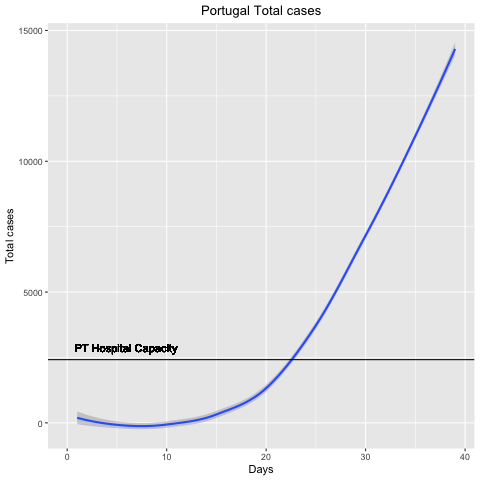 Portugal Total cases
15000
10000
Total cases
5000
PT Hospital Capacity
0
0 10 20 30 40
Days